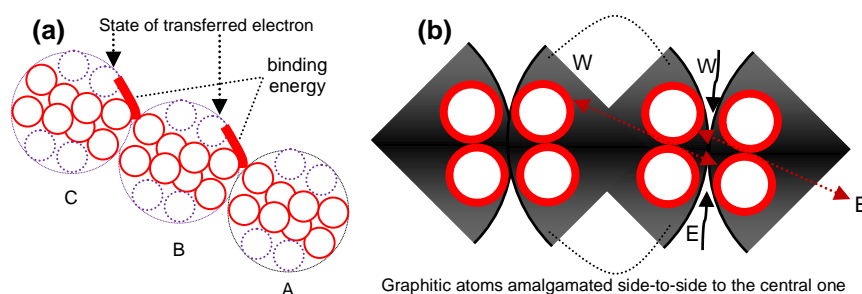 (a)
State of transferred electron
binding
energy
C
B
A
(b)
W
W
E
E
Graphitic atoms amalgamated side-to-side to the central one